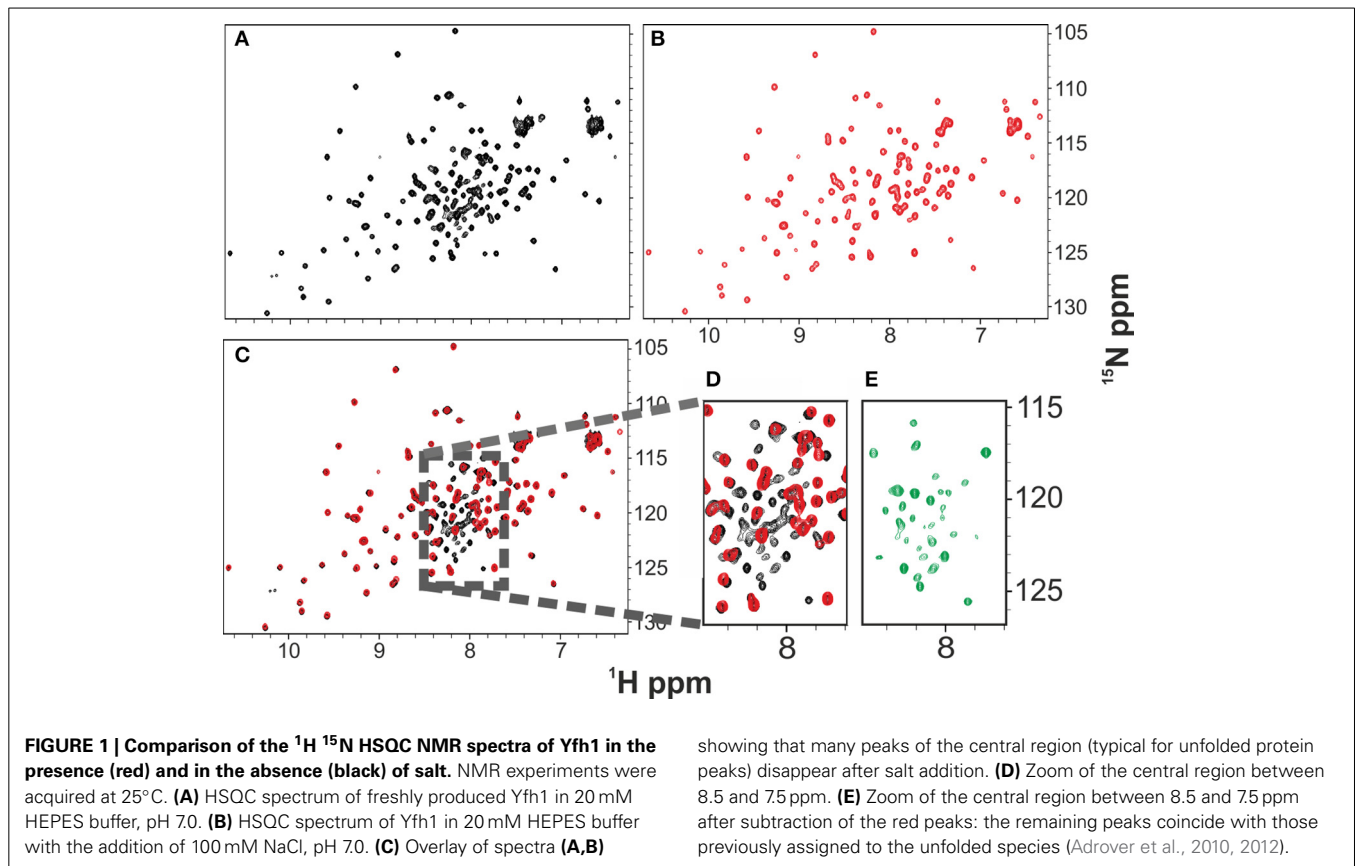 A
B
105
110
115
120
125
130
10
9
8
7
¹⁵N ppm
C
105
110
115
120
125
130
10
9
8
7
¹H ppm
D
E
115
120
125
8
8
FIGURE 1 | Comparison of the ¹H ¹⁵N HSQC NMR spectra of Yfh1 in the
presence (red) and in the absence (black) of salt. NMR experiments were
acquired at 25°C. (A) HSQC spectrum of freshly produced Yfh1 in 20 mM
HEPES buffer, pH 7.0. (B) HSQC spectrum of Yfh1 in 20 mM HEPES buffer
with the addition of 100 mM NaCl, pH 7.0. (C) Overlay of spectra (A,B)
showing that many peaks of the central region (typical for unfolded protein
peaks) disappear after salt addition. (D) Zoom of the central region between
8.5 and 7.5 ppm. (E) Zoom of the central region between 8.5 and 7.5 ppm
after subtraction of the red peaks: the remaining peaks coincide with those
previously assigned to the unfolded species (Adrover et al., 2010, 2012).